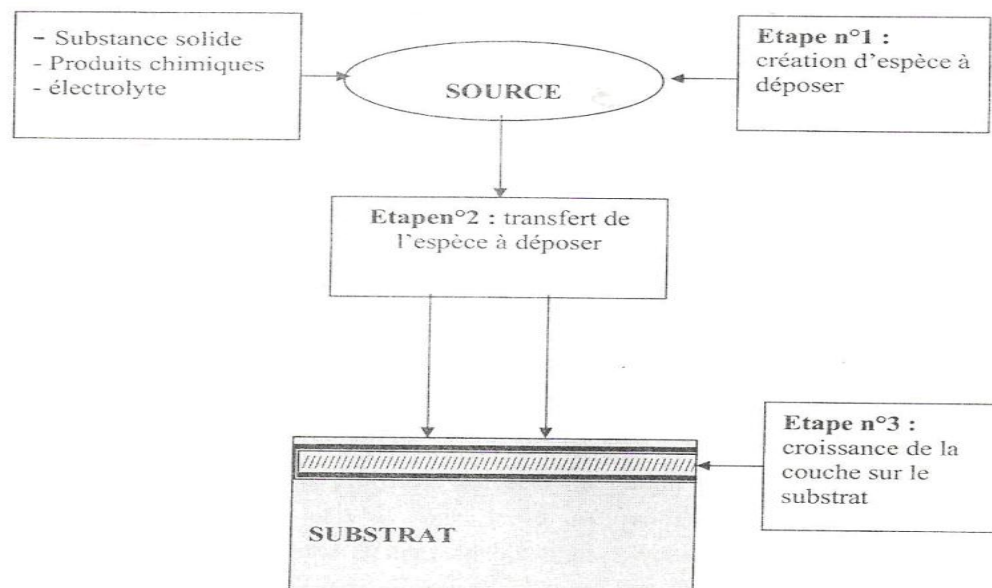 – Substance solide
- Produits chimiques
- électrolyte
SOURCE
Etape n°1 :
création d'espèce à
déposer
Etapen°2 : transfert de
l'espèce à déposer
Etape n°3 :
croissance de la
couche sur le
substrat
SUBSTRAT